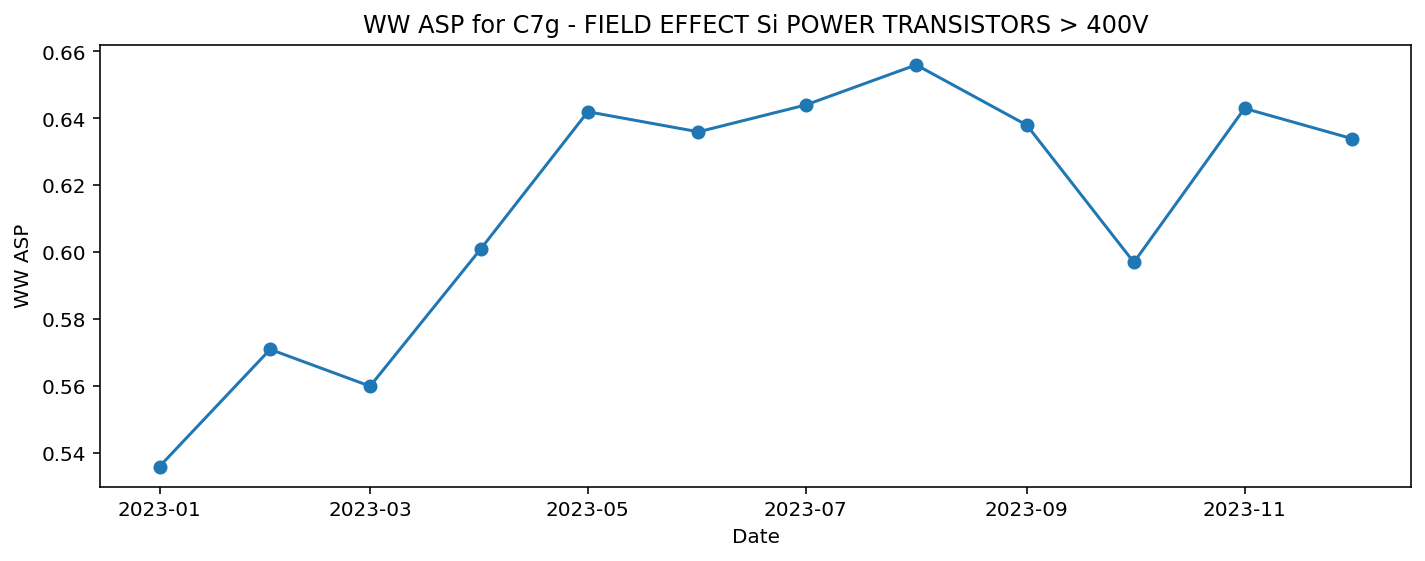 WW ASP for C7g - FIELD EFFECT Si POWER TRANSISTORS > 400V
0.66
0.64
0.62
0.60
0.58
0.56
0.54
WW ASP
2023-01 2023-03 2023-05 2023-07 2023-09 2023-11
Date